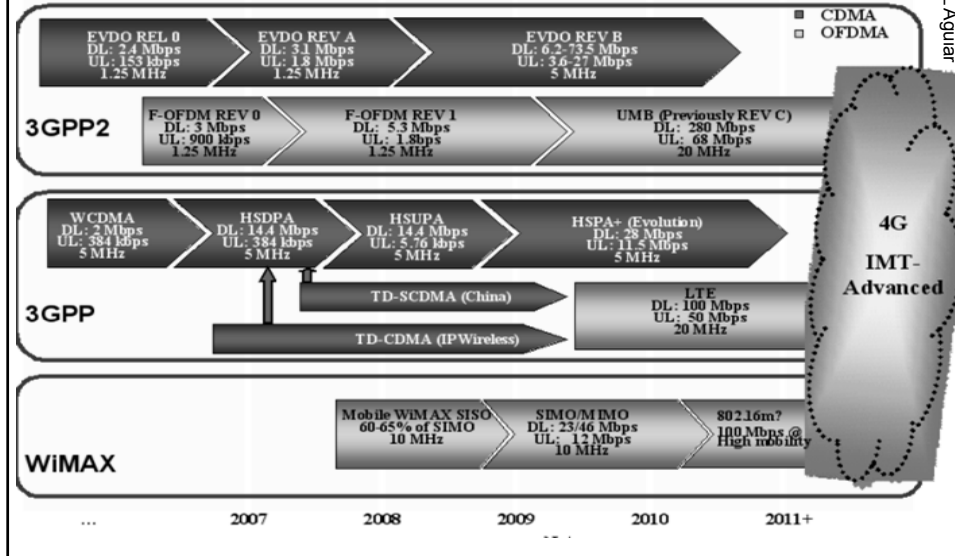 CDMA
OFDMA
L Aguiar
3GPP2
EVDO REL 0
DL: 2.4 Mbps
UL: 153 kbps
1.25 MHz
EVDO REV A
DL: 3.1 Mbps
UL: 1.8 Mbps
1.25 MHz
EVDO REV B
DL: 6.2-73.5 Mbps
UL: 3.6-27 Mbps
5 MHz
F-OFDM REV 0
DL: 3 Mbps
UL: 900 kbps
1.25 MHz
F-OFDM REV 1
DL: 5.3 Mbps
UL: 1.8bps
1.25 MHz
UMB (Previously REV C)
DL: 280 Mbps
UL: 68 Mbps
20 MHz
3GPP
WCDMA
DL: 2 Mbps
UL: 384 kbps
5 MHz
HSDPA
DL: 14.4 Mbps
UL: 384 kbps
5 MHz
HSUPA
DL: 14.4 Mbps
UL: 5.76 kbps
5 MHz
HSPA+ (Evolution)
DL: 28 Mbps
UL: 11.5 Mbps
5 MHz
TD-SCDMA (China)
TD-CDMA (IPWireless)
LTE
DL: 100 Mbps
UL: 50 Mbps
20 MHz
4G
IMT-
Advanced
WiMAX
Mobile WiMAX SISO
60-65% of SIMO
10 MHz
SIMO/MIMO
DL: 23/46 Mbps
UL: 12 Mbps
10 MHz
802.16m?
100 Mbps @
High mobility
... 2007 2008 2009 2010 2011+